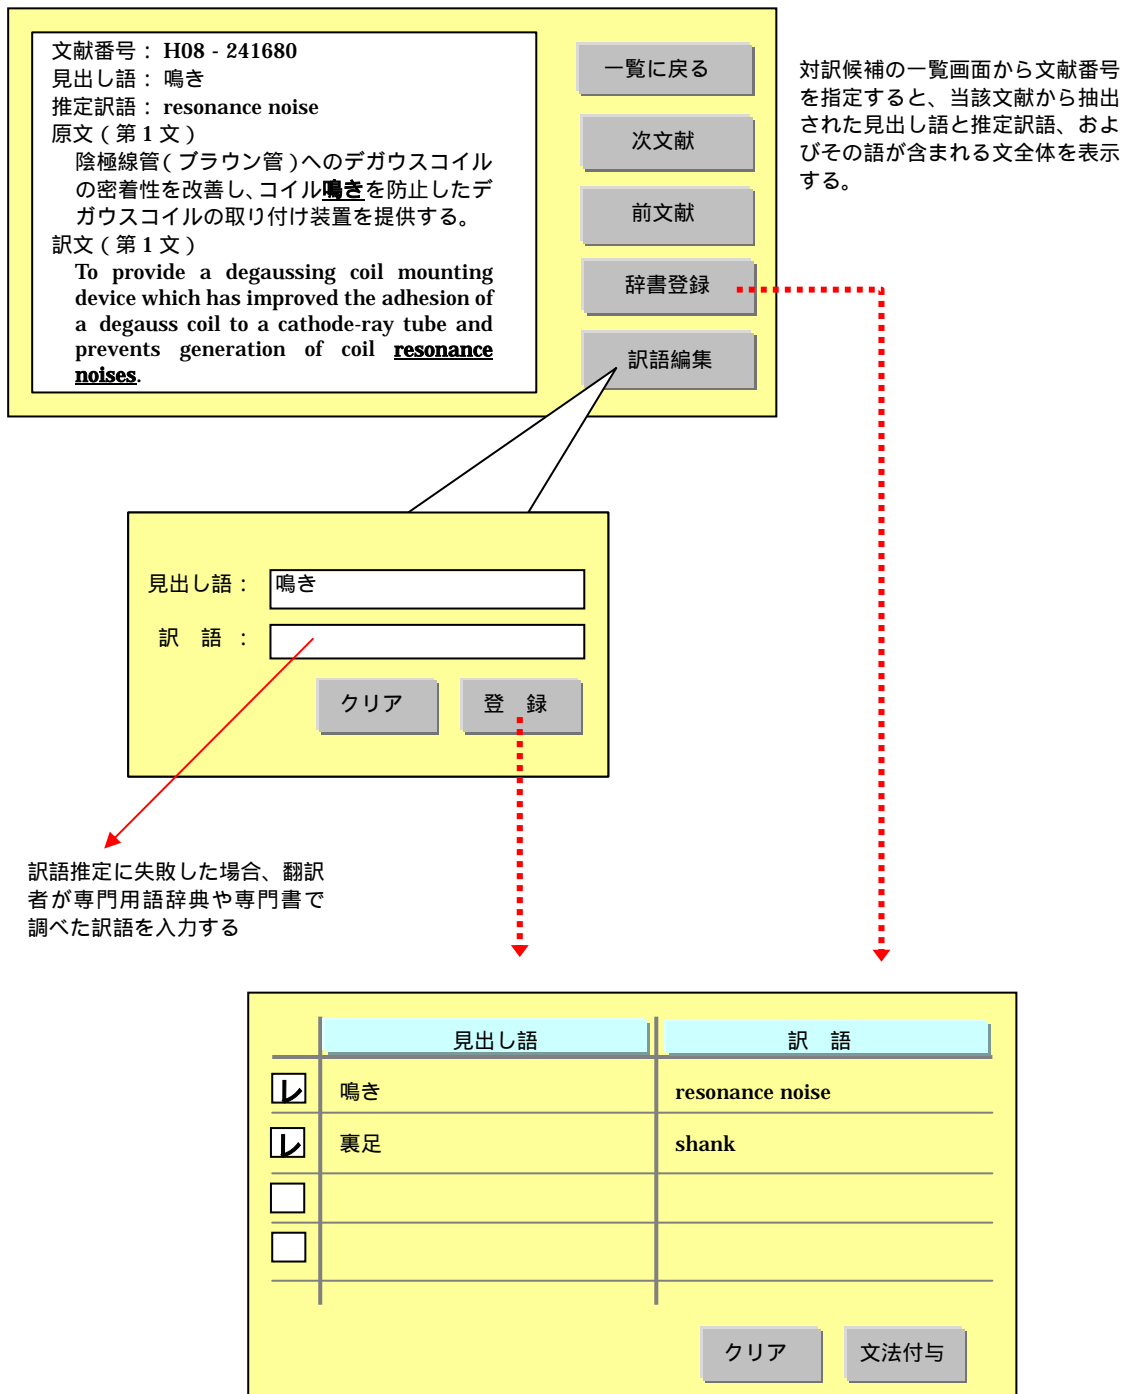 文献番号： H08 - 241680
見出し語：鳴き
推定訳語：resonance noise
原文（第１文）
陰極線管（ブラウン管）へのデガウスコイル
の密着性を改善し、コイル鳴きを防止したデ
ガウスコイルの取り付け装置を提供する。
訳文（第１文）
To provide a degaussing coil mounting
device which has improved the adhesion of
a degauss coil to a cathode-ray tube and
prevents generation of coil resonance
noises.
一覧に戻る
次文献
前文献
辞書登録
訳語編集
対訳候補の一覧画面から文献番号
を指定すると、当該文献から抽出
された見出し語と推定訳語、およ
びその語が含まれる文全体を表示
する。
見出し語： 鳴き
訳　語　：
クリア 登　録
訳語推定に失敗した場合、翻訳
者が専門用語辞典や専門書で
調べた訳語を入力する
見出し語 訳　語
レ 鳴き resonance noise
レ 裏足 shank
クリア 文法付与